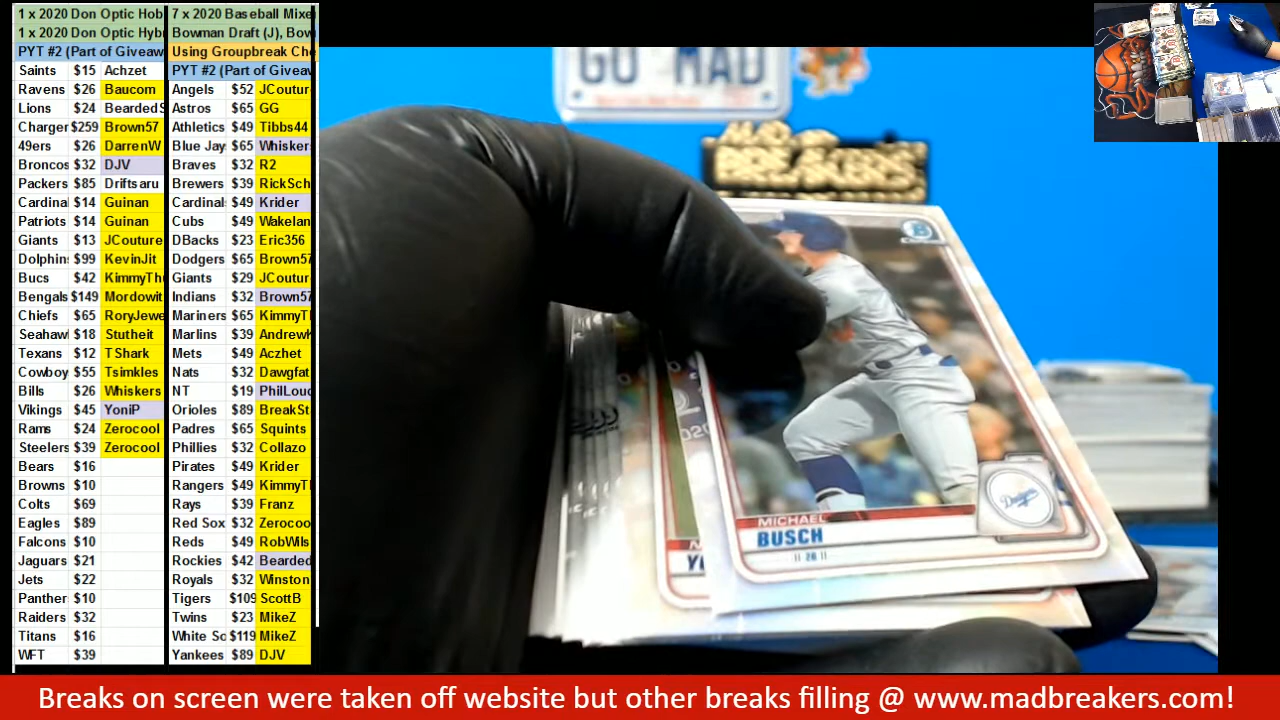 1 x 2020 Don Optic Hob
1 x 2020 Don Optic Hybr
PYT #2 (Part of Giveaw
Saints $15 Achzet
Ravens $26 Baucom
Lions $24 BeardedS
Charger $259 Brown57
49ers $26 DarrenW
Broncos $32 DJV
Packers $85 Driftsaru
Cardinal $14 Guinan
Patriots $14 Guinan
Giants $13 JCouture
Dolphin $99 KevinJit
Bucs $42 KimmyTh
Bengals $149 Mordowit
Chiefs $65 RoryJewe
Seahaw $18 Stutheit
Texans $12 TShark
Cowboy $55 Tsimkles
Bills $26 Whiskers
Vikings $45 YoniP
Rams $24 Zerocool
Steelers $39 Zerocool
Bears $16
Browns $10
Colts $69
Eagles $89
Falcons $10
Jaguars $21
Jets $22
Panther $10
Raiders $32
Titans $16
WFT $39
7 x 2020 Baseball Mixe
Bowman Draft (J), Bow
Using Groupbreak Che
PYT #2 (Part of Giveaw
Angels $52 JCoutur
Astros $65 GG
Athletics $49 Tibbs44
Blue Jay $65 Whisker
Braves $32 R2
Brewers $39 RickSch
Cardinal $49 Krider
Cubs $49 Wakelan
DBacks $23 Eric356
Dodgers $65 Brown57
Giants $29 JCoutur
Indians $32 Brown57
Mariners $65 KimmyT
Marlins $39 Andrew
Mets $49 Aczhet
Nats $32 Dawgfat
NT $19 PhilLou
Orioles $89 BreakSt
Padres $65 Squints
Phillies $32 Collazo
Pirates $49 Krider
Rangers $49 KimmyT
Rays $39 Franz
Red Sox $32 Zerocoo
Reds $49 RobWils
Rockies $42 Bearded
Royals $32 Winston
Tigers $109 ScottB
Twins $23 MikeZ
White So $119 MikeZ
Yankees $89 DJV
GO MAD
MAD
BREAKERS
Dodgers
MICHAEL
BUSCH
2B
Breaks on screen were taken off website but other breaks filling @ www.madbreakers.com!